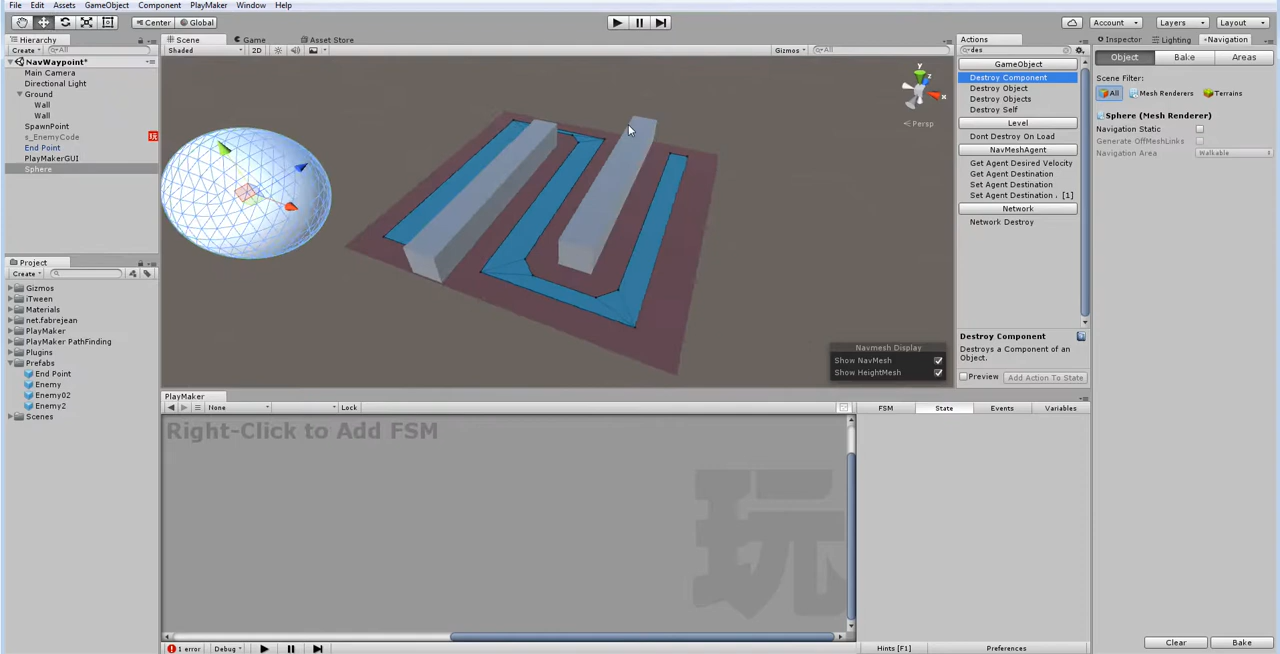 File Edit Assets GameObject Component PlayMaker Window Help
Center Global Account Layers Layout
Hierarchy
Create All
NavWaypoint*
Main Camera
Directional Light
Ground
Wall
Wall
SpawnPoint
s_EnemyCode
玩
End Point
PlayMakerGUI
Sphere
Project
Create
Gizmos
iTween
Materials
net.fabrejean
PlayMaker
PlayMaker PathFinding
Plugins
Prefabs
End Point
Enemy
Enemy02
Enemy2
Scenes
Scene Game Asset Store
Shaded 2D Gizmos All
y
z
x
Persp
Navmesh Display
Show NavMesh
Show HeightMesh
PlayMaker
None Lock
Right-Click to Add FSM
玩
1 error Debug
FSM State Events Variables
Hints [F1] Preferences
Actions
des
GameObject
Destroy Component
Destroy Object
Destroy Objects
Destroy Self
Level
Dont Destroy On Load
NavMeshAgent
Get Agent Desired Velocity
Get Agent Destination
Set Agent Destination
Set Agent Destination . [1]
Network
Network Destroy
Destroy Component
Destroys a Component of an
Object.
Preview Add Action To State
Inspector Lighting Navigation
Object Bake Areas
Scene Filter:
All Mesh Renderers Terrains
Sphere (Mesh Renderer)
Navigation Static
Generate OffMeshLinks
Navigation Area Walkable
Clear Bake